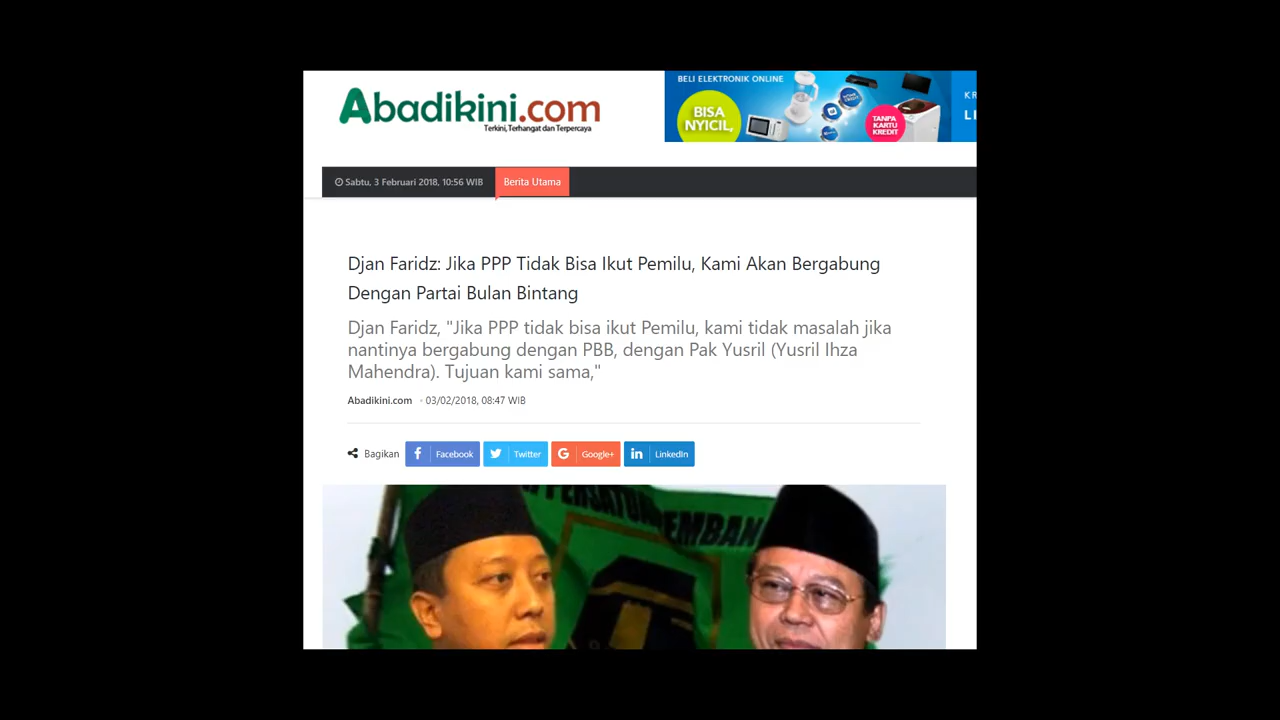 Abadikini.com
Terkini, Terhangat dan Terpercaya
BELI ELEKTRONIK ONLINE
BISA
NYICIL,
TANPA
KARTU
KREDIT
KR
Sabtu, 3 Februari 2018, 10:56 WIB
Berita Utama
Djan Faridz: Jika PPP Tidak Bisa Ikut Pemilu, Kami Akan Bergabung
Dengan Partai Bulan Bintang
Djan Faridz, "Jika PPP tidak bisa ikut Pemilu, kami tidak masalah jika
nantinya bergabung dengan PBB, dengan Pak Yusril (Yusril Ihza
Mahendra). Tujuan kami sama,"
Abadikini.com - 03/02/2018, 08:47 WIB
Bagikan
f Facebook
Twitter
G Google+
in LinkedIn
PERSATUA
EMBAN